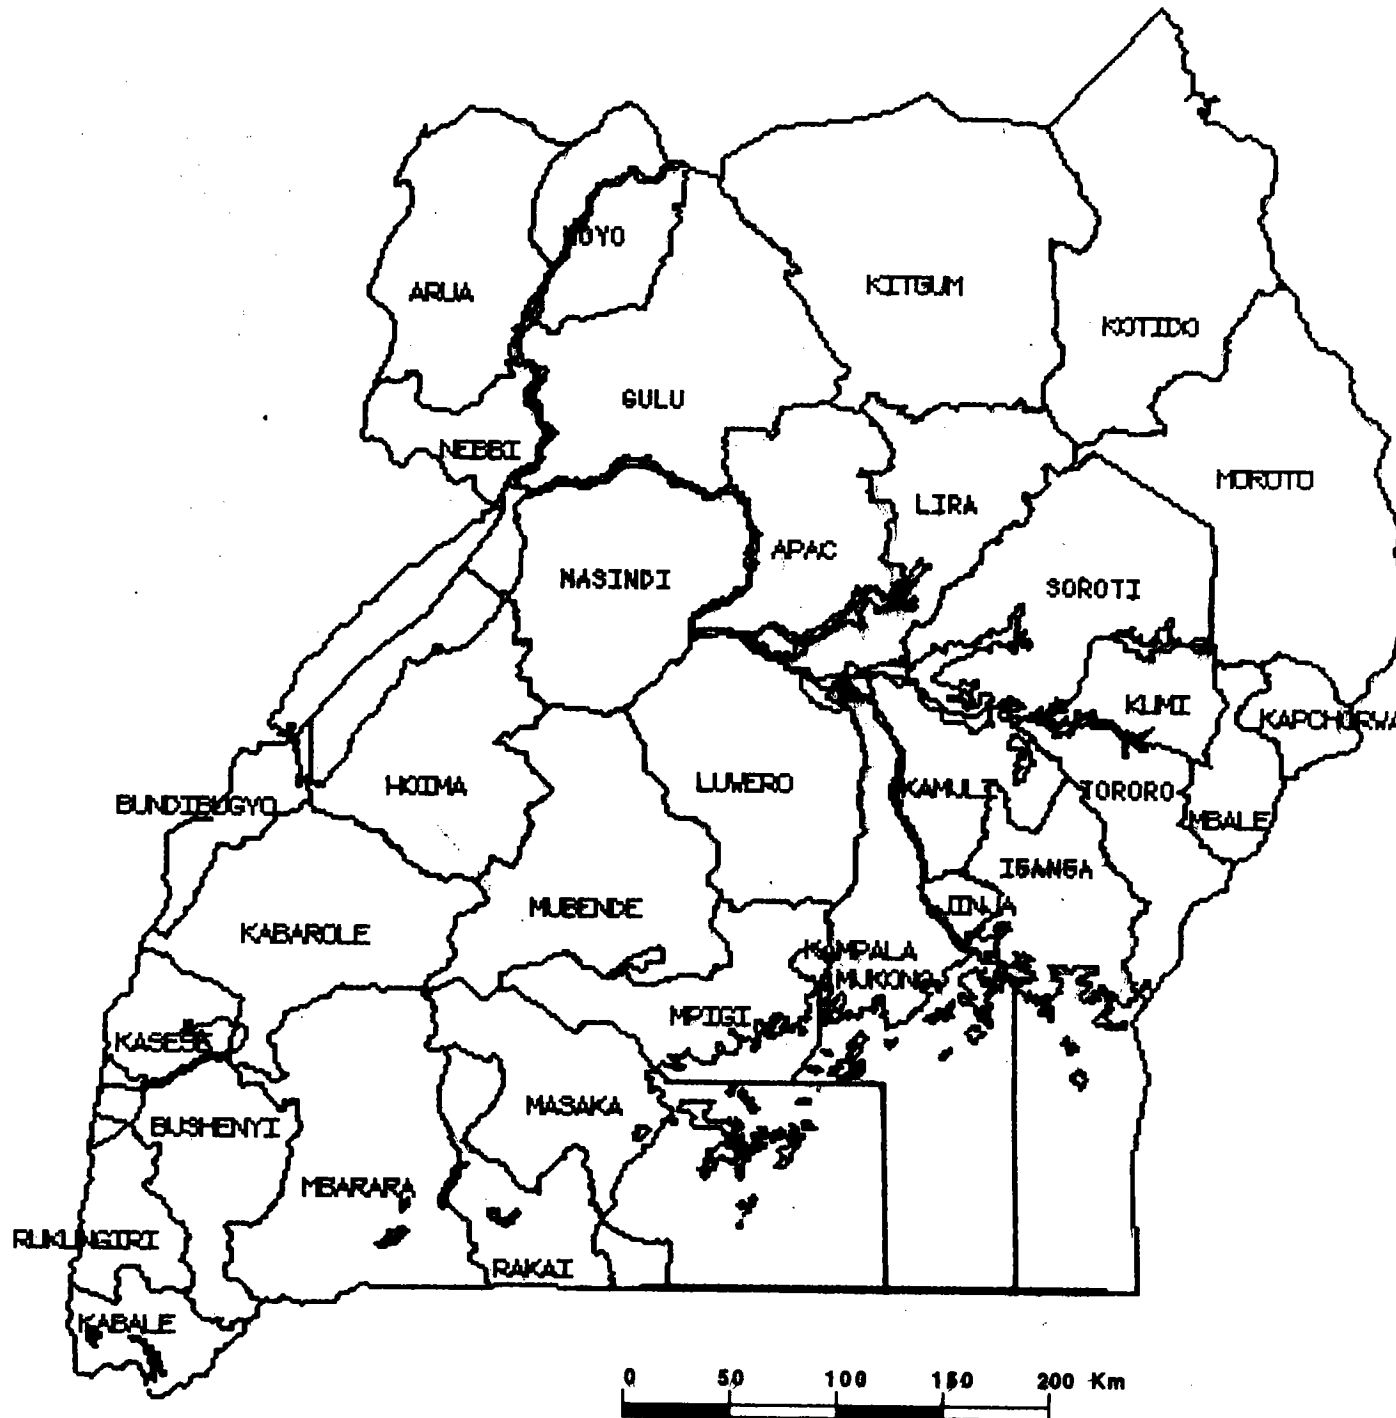 MOYO
ARUA
KITGUM
KOTIDO
GULU
NEBBI
MOROTO
LIRA
APAC
MASINDI
SOROTI
KUMI
KAPCHORWA
HOIMA
LUWERO
KAMULI
TORORO
BUNDIBUGYO
MBALE
IGANGA
MUBENDE
JINJA
KABAROLE
KAMPALA
MUKONO
MPIGI
KASESE
MASAKA
BUSHENYI
MBARARA
RUKUNGIRI
RAKAI
KABALE
0 50 100 150 200 Km